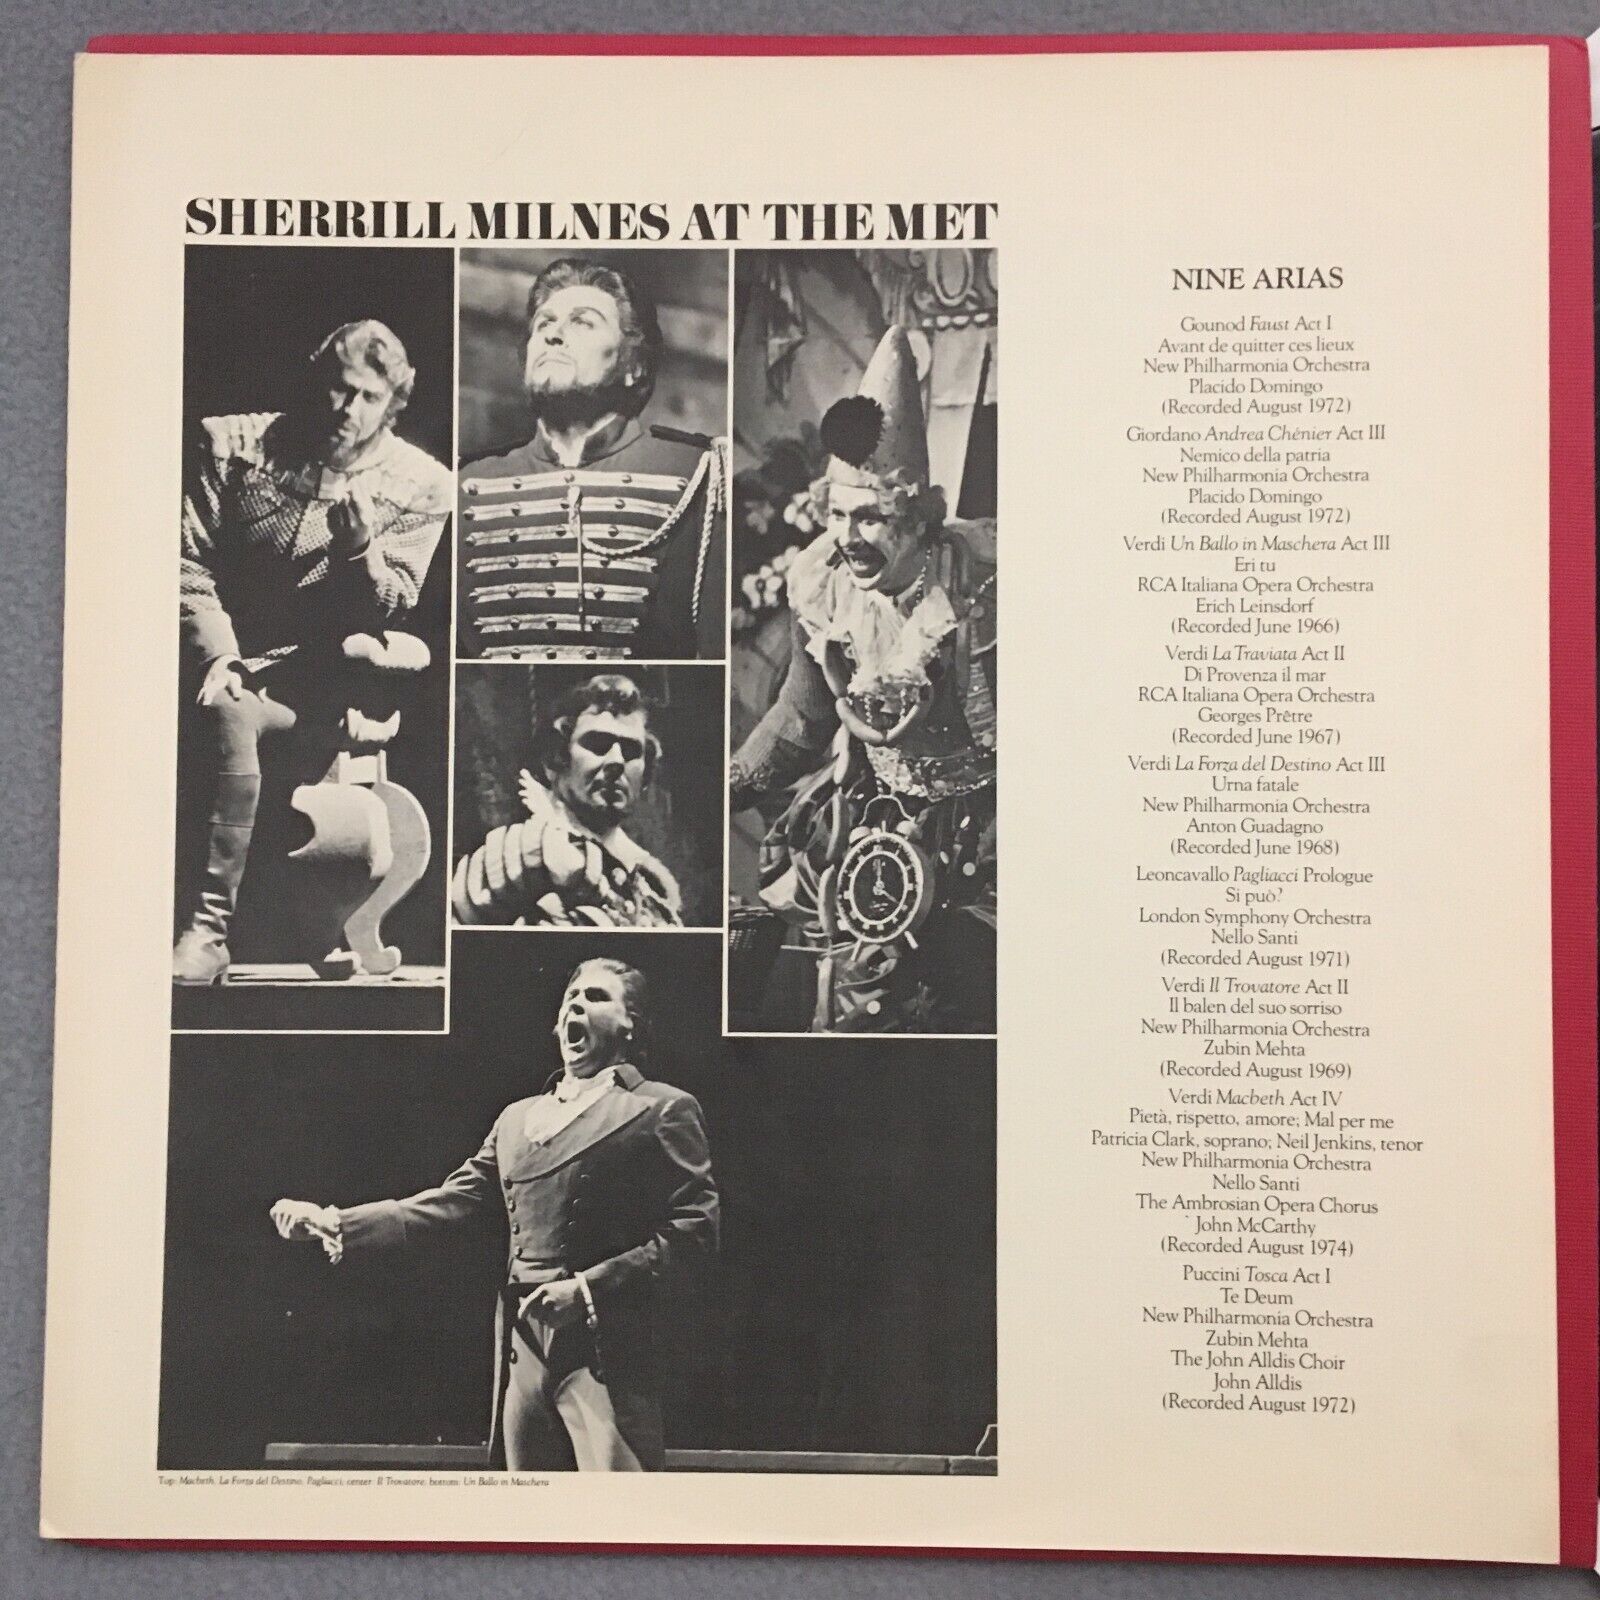 SHERRILL MILNES AT THE MET
NINE ARIAS
Gounod Faust Act I
Avant de quitter ces lieux
New Philharmonia Orchestra
Placido Domingo
(Recorded August 1972)
Giordano Andrea Chénier Act III
Nemico della patria
New Philharmonia Orchestra
Placido Domingo
(Recorded August 1972)
Verdi Un Ballo in Maschera Act III
Eri tu
RCA Italiana Opera Orchestra
Erich Leinsdorf
(Recorded June 1966)
Verdi La Traviata Act II
Di Provenza il mar
RCA Italiana Opera Orchestra
Georges Prêtre
(Recorded June 1967)
Verdi La Forza del Destino Act III
Urna fatale
New Philharmonia Orchestra
Anton Guadagno
(Recorded June 1968)
Leoncavallo Pagliacci Prologue
Si può?
London Symphony Orchestra
Nello Santi
(Recorded August 1971)
Verdi Il Trovatore Act II
Il balen del suo sorriso
New Philharmonia Orchestra
Zubin Mehta
(Recorded August 1969)
Verdi Macbeth Act IV
Pietà, rispetto, amore; Mal per me
Patricia Clark, soprano; Neil Jenkins, tenor
New Philharmonia Orchestra
Nello Santi
The Ambrosian Opera Chorus
John McCarthy
(Recorded August 1974)
Puccini Tosca Act I
Te Deum
New Philharmonia Orchestra
Zubin Mehta
The John Alldis Choir
John Alldis
(Recorded August 1972)
Top: Macbeth, La Forza del Destino, Pagliacci; center: Il Trovatore; bottom: Un Ballo in Maschera